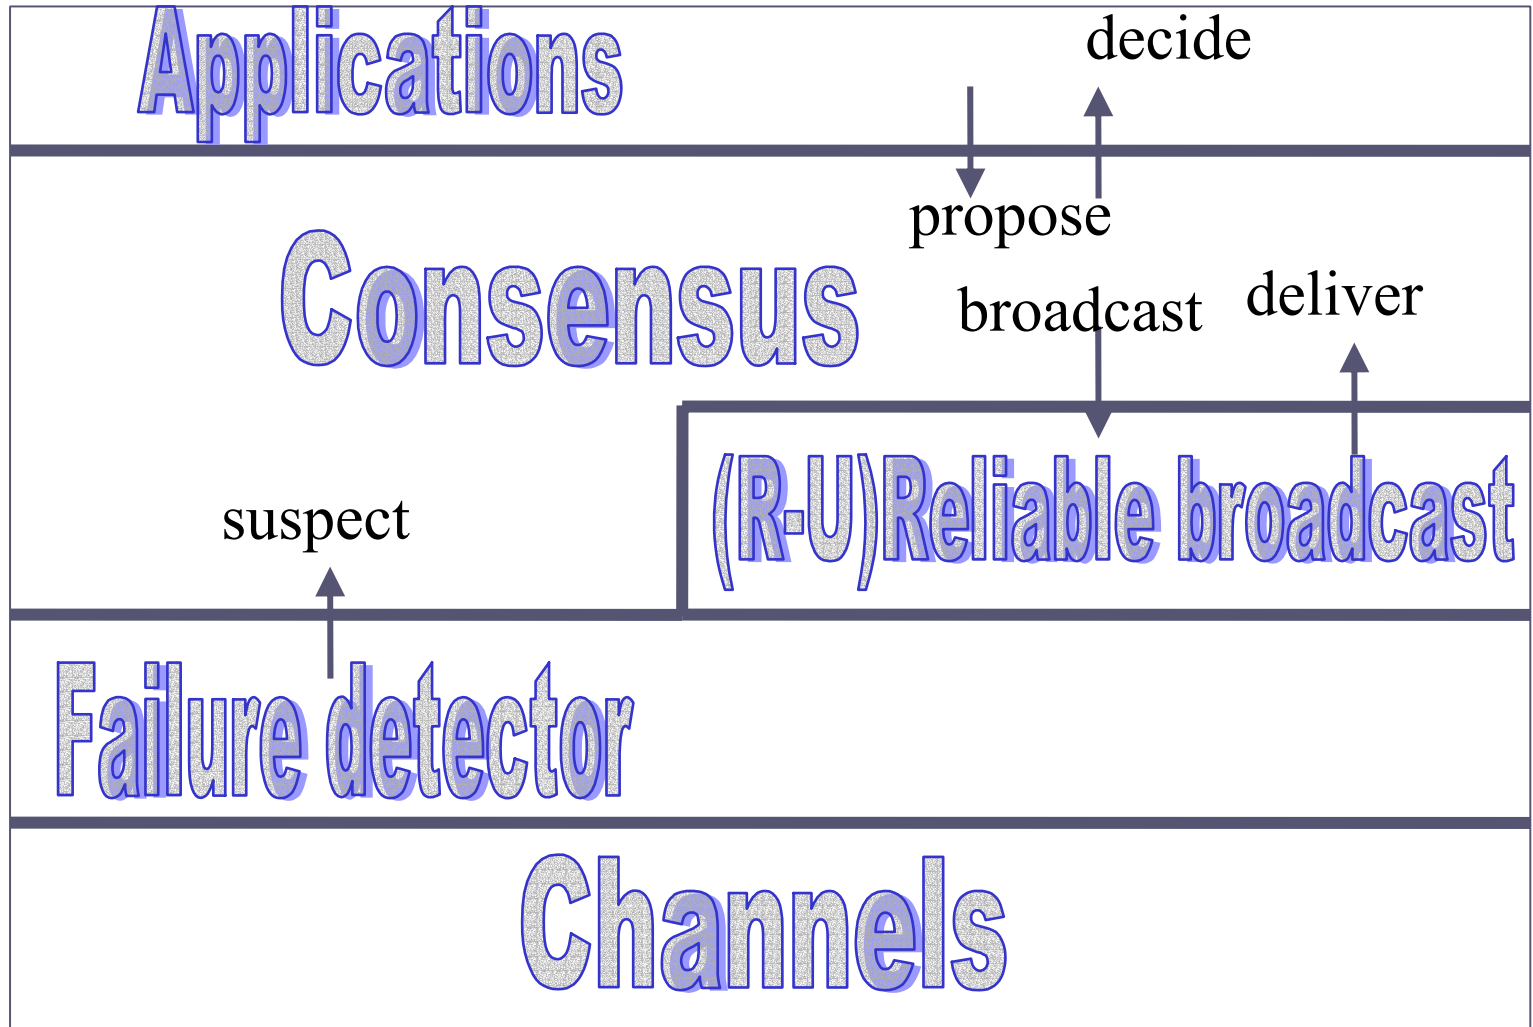 Applications
decide
propose
Consensus
broadcast
deliver
(R-U)Reliable broadcast
suspect
Failure detector
Channels